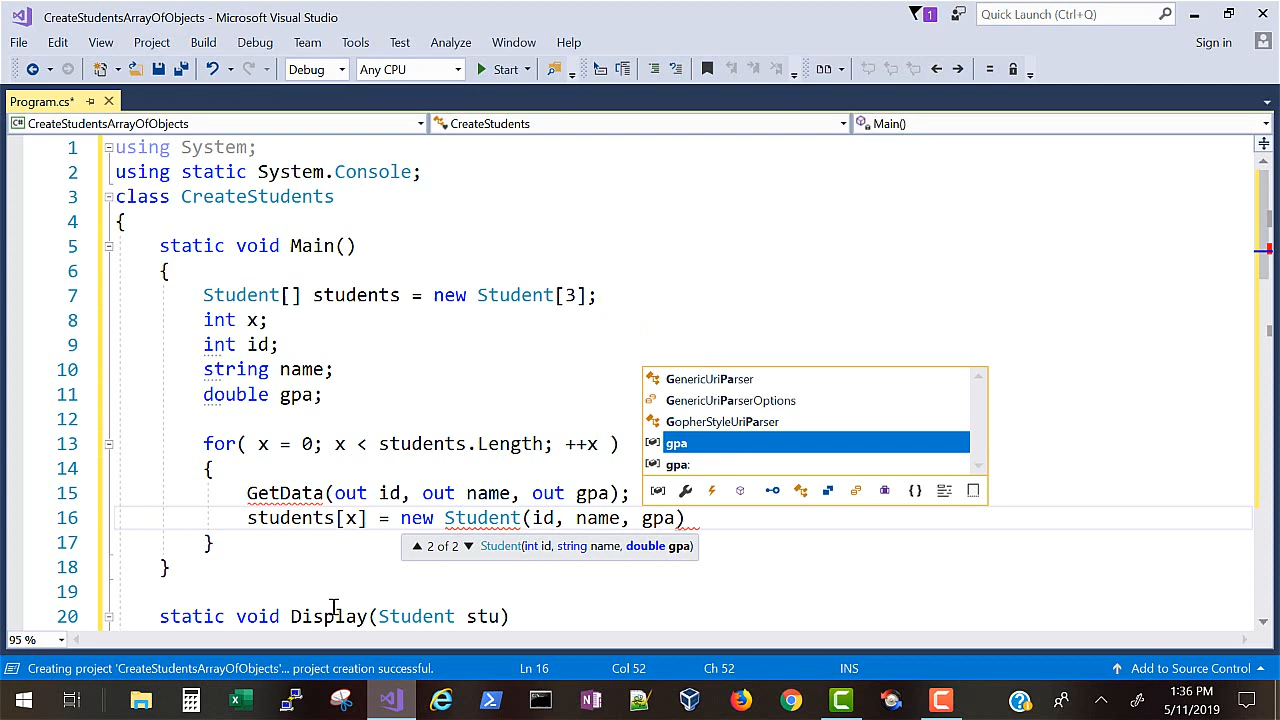 CreateStudentsArrayOfObjects - Microsoft Visual Studio
1
Quick Launch (Ctrl+Q)
File Edit View Project Build Debug Team Tools Test Analyze Window Help
Sign in
Debug Any CPU Start
Program.cs*
CreateStudentsArrayOfObjects CreateStudents Main()
1 using System;
2 using static System.Console;
3 class CreateStudents
4 {
5 static void Main()
6 {
7 Student[] students = new Student[3];
8 int x;
9 int id;
10 string name;
11 double gpa;
12
13 for( x = 0; x < students.Length; ++x )
14 {
15 GetData(out id, out name, out gpa);
16 students[x] = new Student(id, name, gpa)
17 }
18 }
19
20 static void Display(Student stu)
GenericUriParser
GenericUriParserOptions
GopherStyleUriParser
gpa
gpa:
2 of 2 Student(int id, string name, double gpa)
95 %
Creating project 'CreateStudentsArrayOfObjects'... project creation successful. Ln 16 Col 52 Ch 52 INS Add to Source Control
1:36 PM
5/11/2019